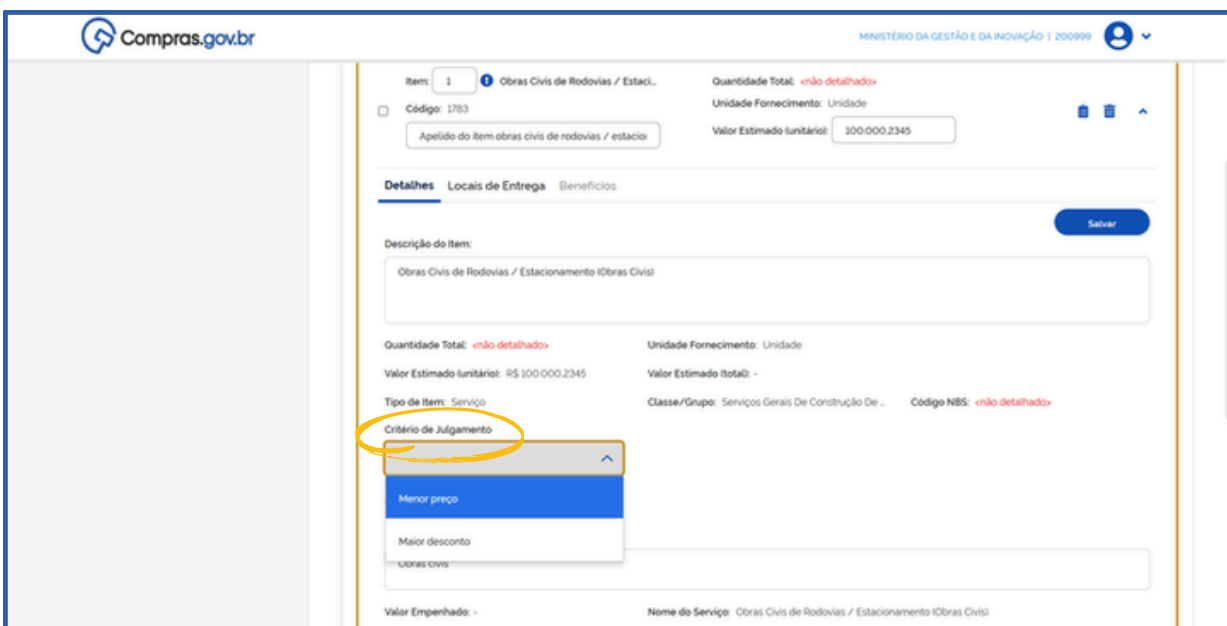 Compras.gov.br
MINISTÉRIO DA GESTÃO E DA INOVAÇÃO | 200999
Item: 1 Obras Civis de Rodovias / Estaci... Quantidade Total: <não detalhado>
Código: 1783 Unidade Fornecimento: Unidade
Apelido do item obras civis de rodovias / estacio Valor Estimado (unitário): 100.000,2345
Detalhes Locais de Entrega Benefícios
Salvar
Descrição do Item:
Obras Civis de Rodovias / Estacionamento (Obras Civis)
Quantidade Total: <não detalhado> Unidade Fornecimento: Unidade
Valor Estimado (unitário): R$ 100.000,2345 Valor Estimado (total): -
Tipo de Item: Serviço Classe/Grupo: Serviços Gerais De Construção De ... Código NBS: <não detalhado>
Critério de Julgamento
Menor preço
Maior desconto
Obras civis
Valor Empenhado: - Nome do Serviço: Obras Civis de Rodovias / Estacionamento (Obras Civis)